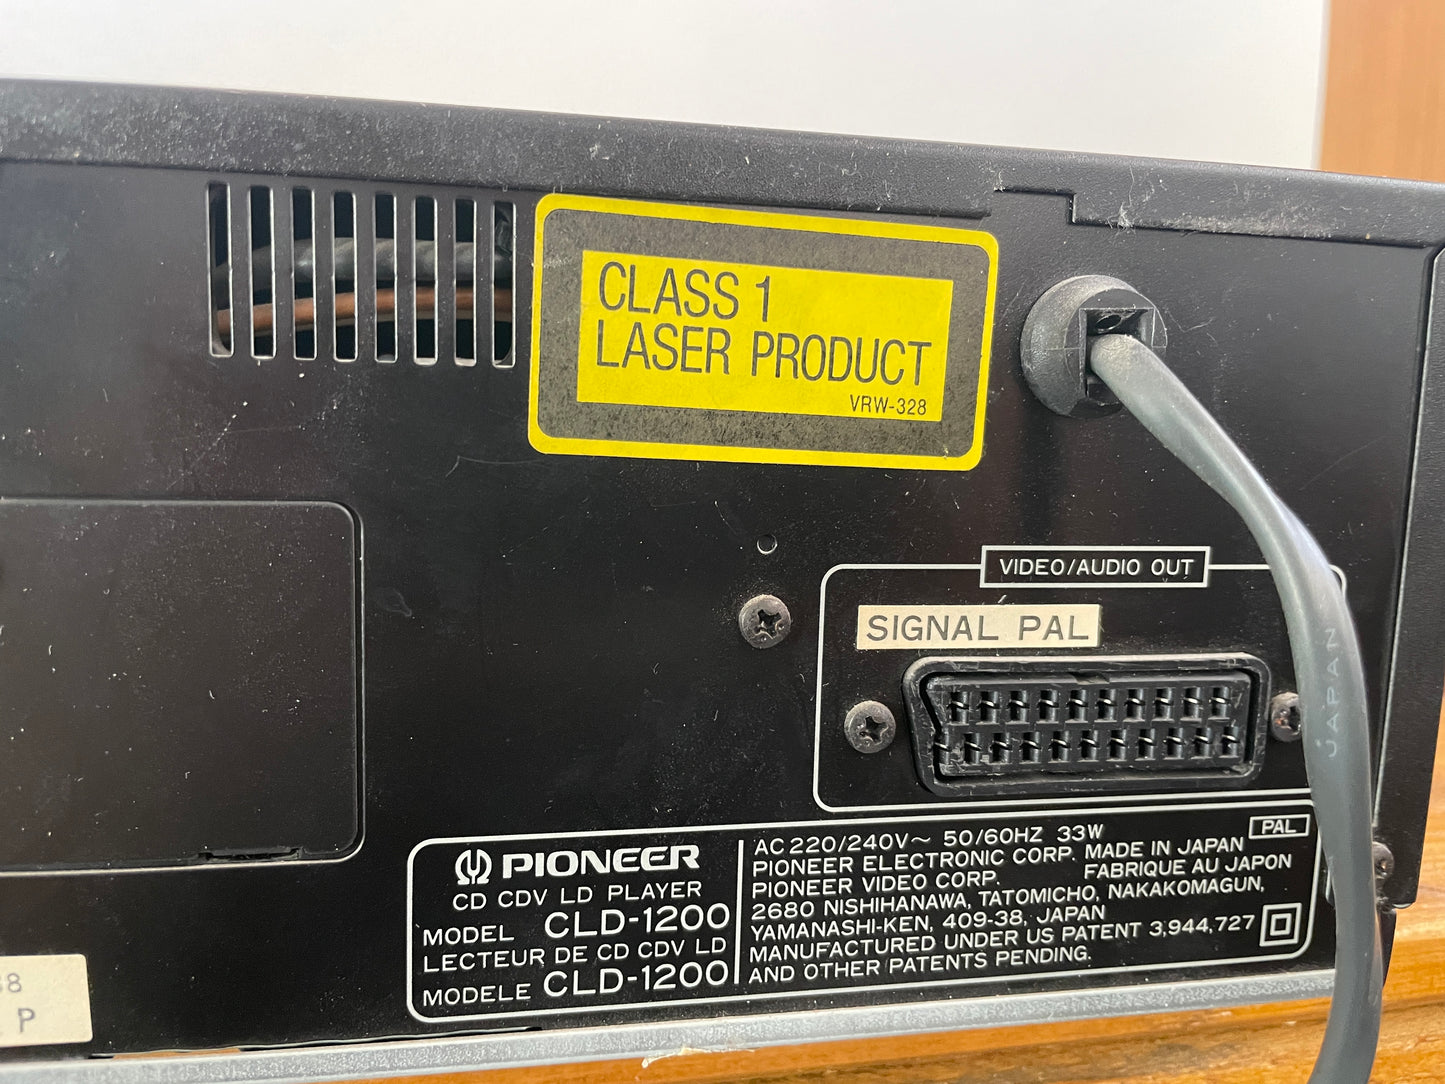 CLASS 1
LASER PRODUCT
VRW-328
VIDEO/AUDIO OUT
SIGNAL PAL
JAPAN
PIONEER
CD CDV LD PLAYER
MODEL CLD-1200
LECTEUR DE CD CDV LD
MODELE CLD-1200
AC 220/240V~ 50/60HZ 33W
PIONEER ELECTRONIC CORP.
PIONEER VIDEO CORP.
MADE IN JAPAN
FABRIQUE AU JAPON
PAL
2680 NISHIHANAWA, TATOMICHO, NAKAKOMAGUN,
YAMANASHI-KEN, 409-38, JAPAN
MANUFACTURED UNDER US PATENT 3,944,727
AND OTHER PATENTS PENDING.
8
P